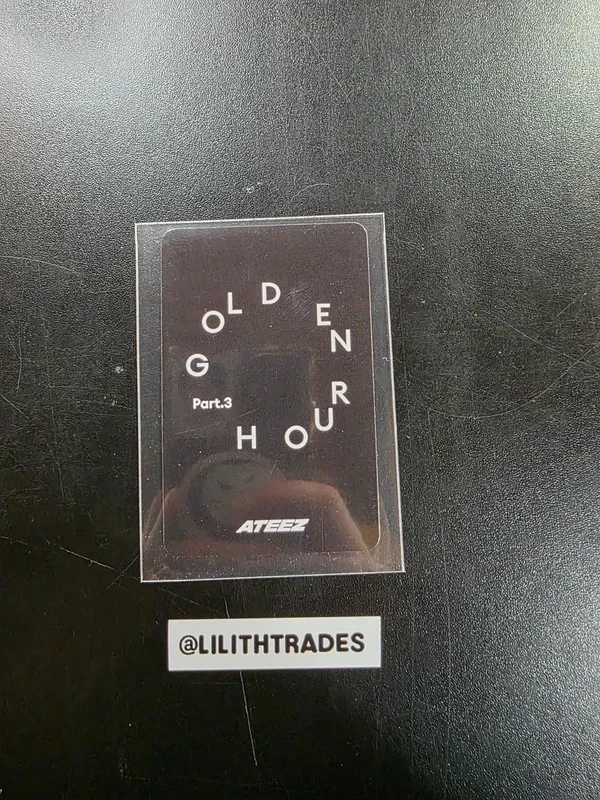 GOLDEN
HOUR
Part.3
ATEEZ
@LILITHTRADES